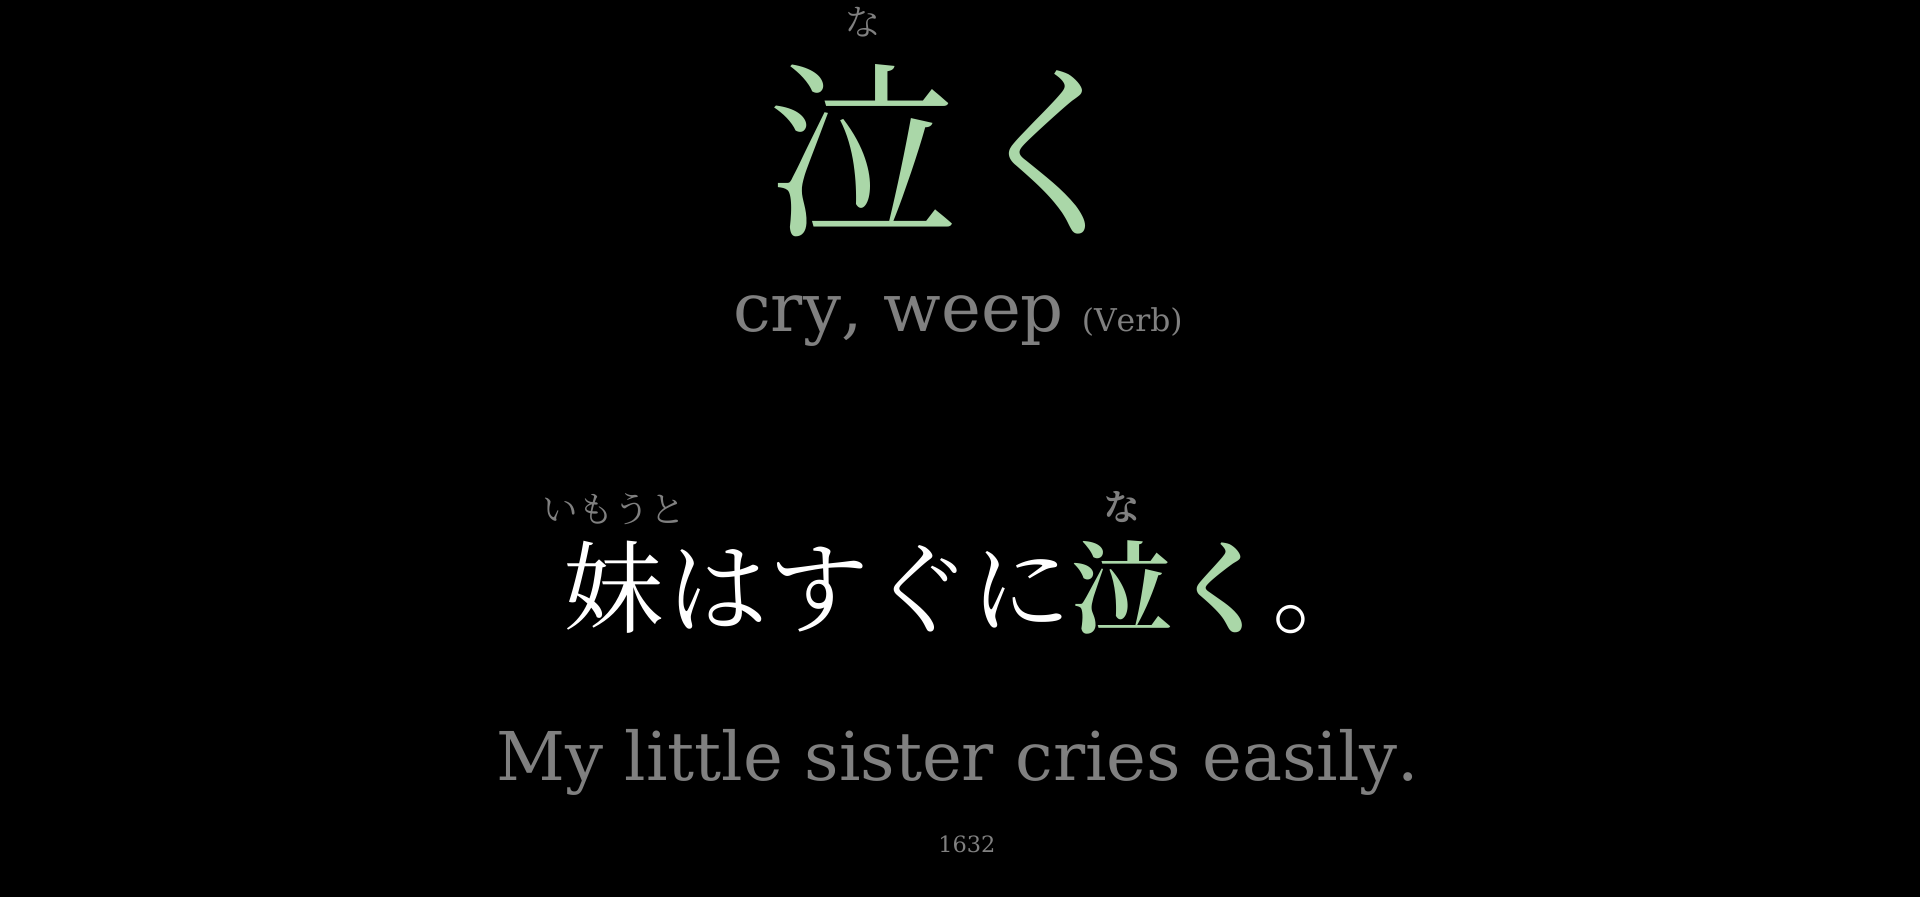 な
泣く
cry, weep (Verb)
いもうと な
妹はすぐに泣く。
My little sister cries easily.
1632